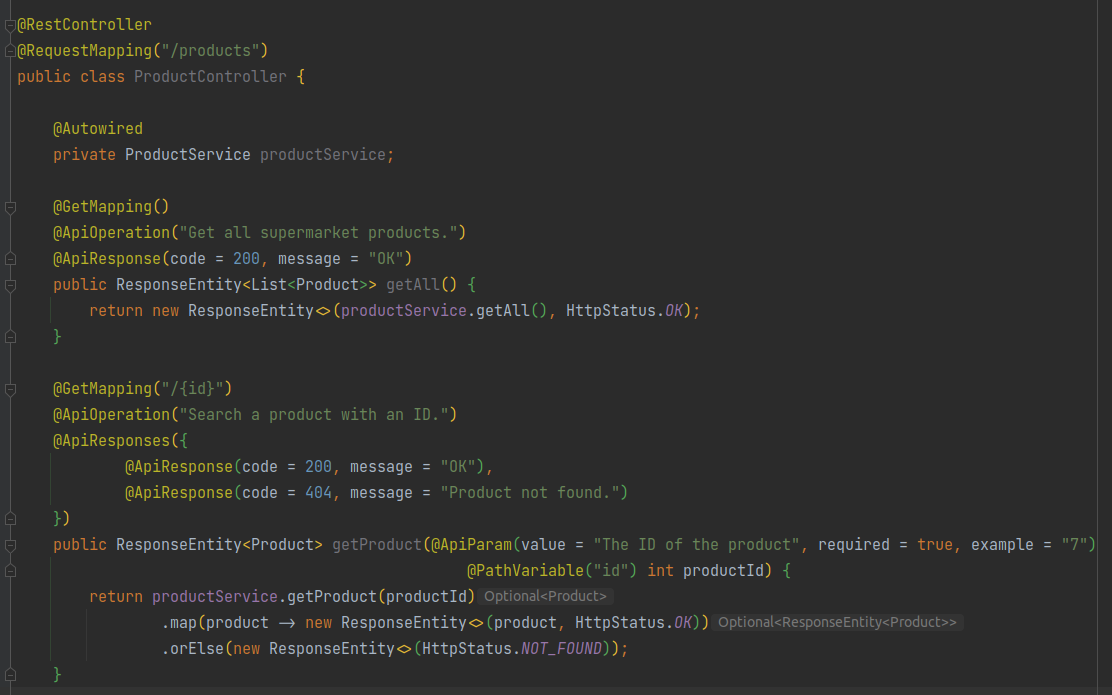 @RestController
@RequestMapping("/products")
public class ProductController {
@Autowired
private ProductService productService;
@GetMapping()
@ApiOperation("Get all supermarket products.")
@ApiResponse(code = 200, message = "OK")
public ResponseEntity<List<Product>> getAll() {
return new ResponseEntity<>(productService.getAll(), HttpStatus.OK);
}
@GetMapping("/{id}")
@ApiOperation("Search a product with an ID.")
@ApiResponses({
@ApiResponse(code = 200, message = "OK"),
@ApiResponse(code = 404, message = "Product not found.")
})
public ResponseEntity<Product> getProduct(@ApiParam(value = "The ID of the product", required = true, example = "7")
@PathVariable("id") int productId) {
return productService.getProduct(productId) Optional<Product>
.map(product -> new ResponseEntity<>(product, HttpStatus.OK)) Optional<ResponseEntity<Product>>
.orElse(new ResponseEntity<>(HttpStatus.NOT_FOUND));
}